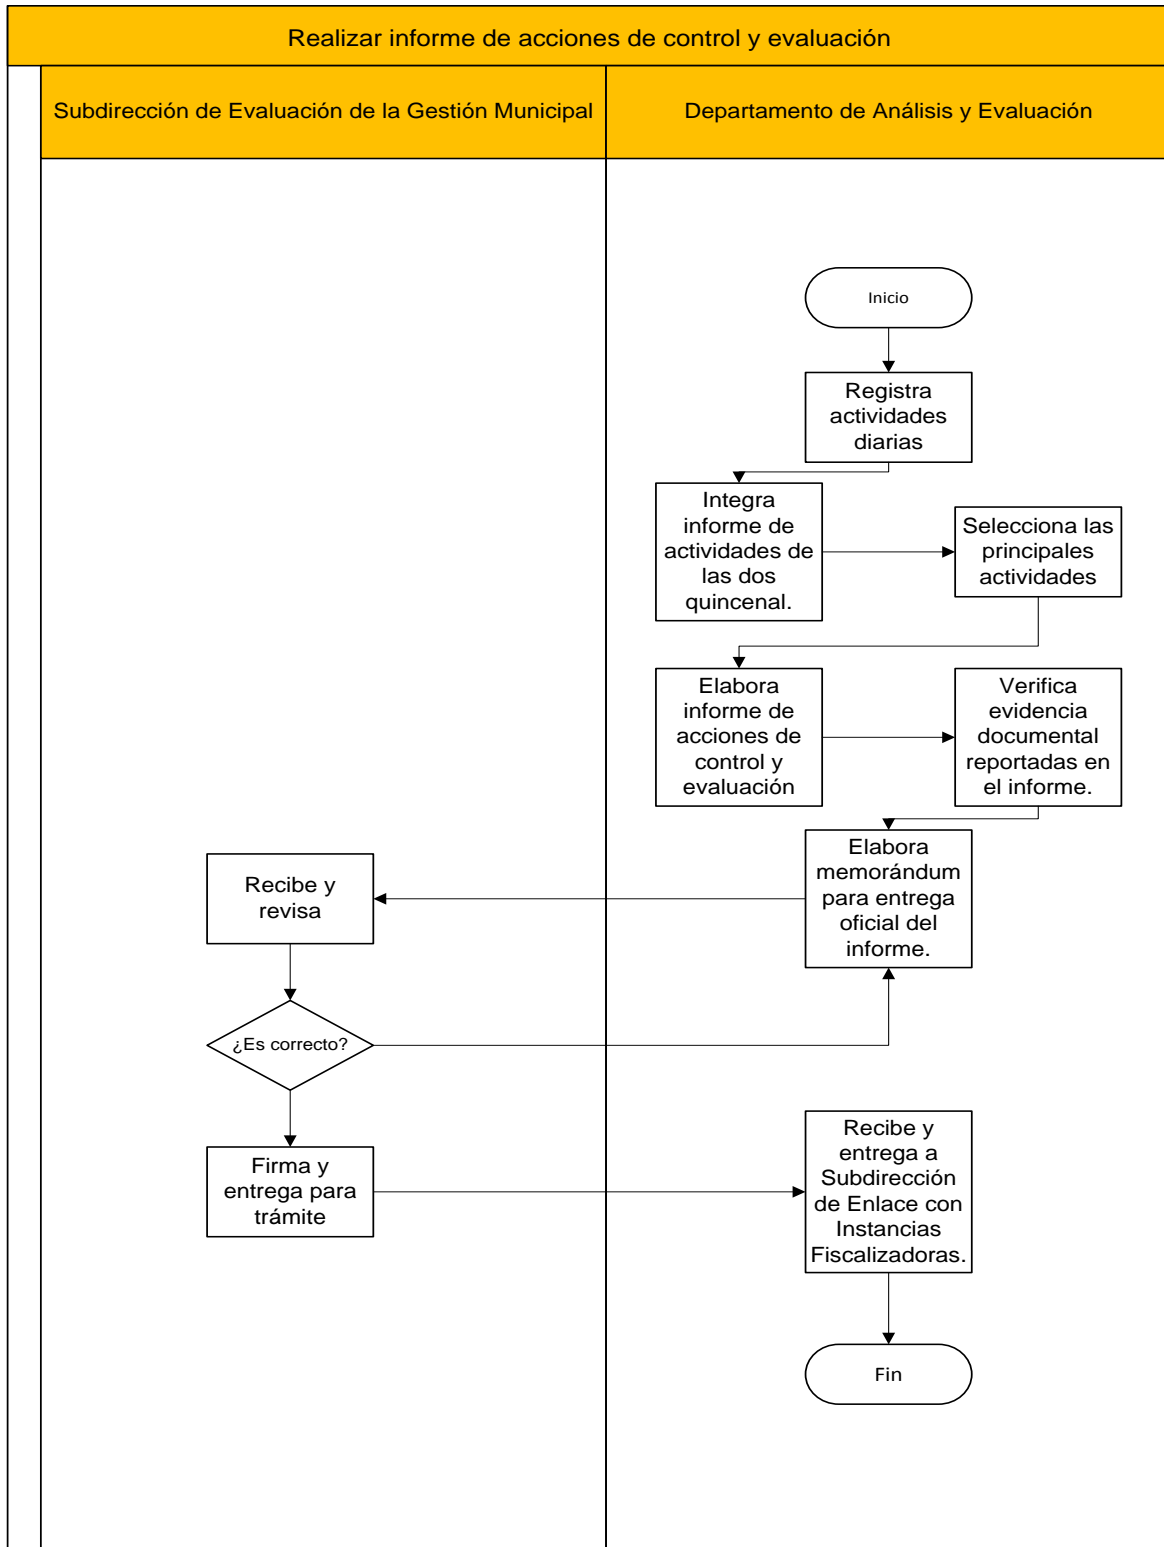 Realizar informe de acciones de control y evaluación
Subdirección de Evaluación de la Gestión Municipal
Departamento de Análisis y Evaluación
Inicio
Registra
actividades
diarias
Integra
informe de
actividades de
las dos
quincenal.
Selecciona las
principales
actividades
Elabora
informe de
acciones de
control y
evaluación
Verifica
evidencia
documental
reportadas en
el informe.
Elabora
memorándum
para entrega
oficial del
informe.
Recibe y
revisa
¿Es correcto?
Firma y
entrega para
trámite
Recibe y
entrega a
Subdirección
de Enlace con
Instancias
Fiscalizadoras.
Fin